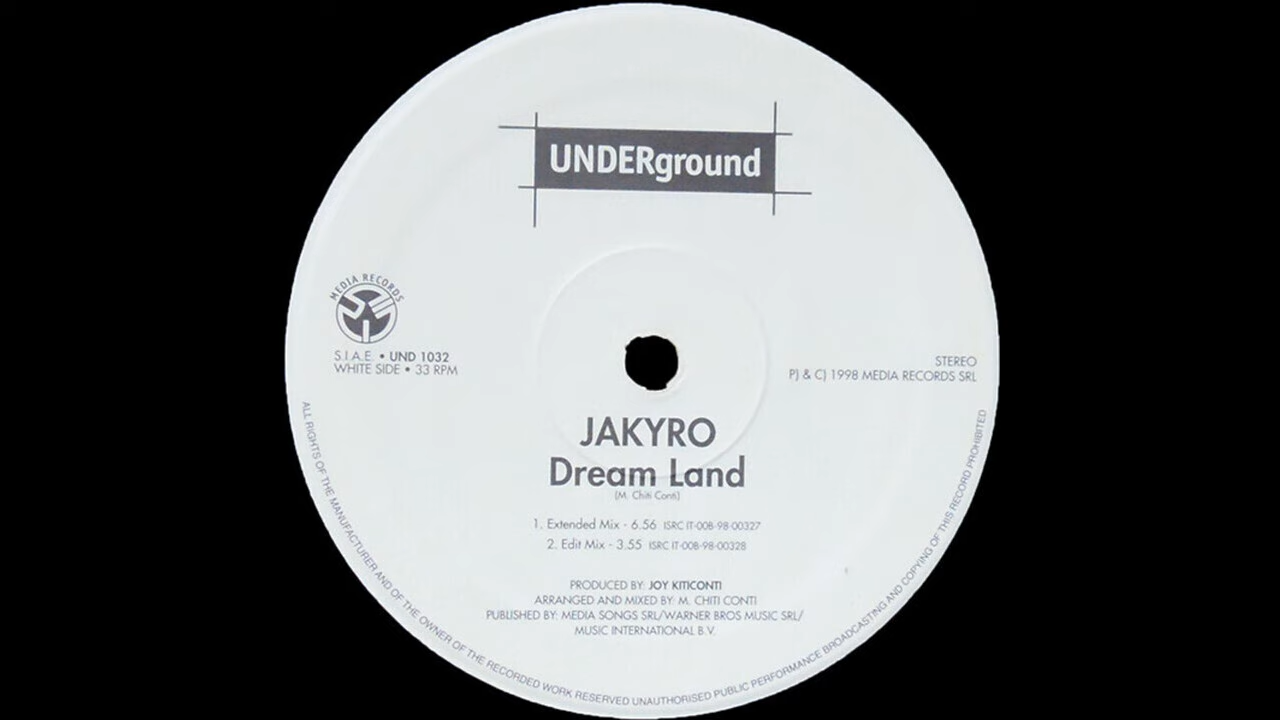 UNDERground
MEDIA RECORDS
S.I.A.E. • UND 1032
WHITE SIDE • 33 RPM
STEREO
P) & C) 1998 MEDIA RECORDS SRL
JAKYRO
Dream Land
(M. Chiti Conti)
1. Extended Mix - 6.56 ISRC IT-00B-98-00327
2. Edit Mix - 3.55 ISRC IT-00B-98-00328
PRODUCED BY: JOY KITICONTI
ARRANGED AND MIXED BY: M. CHITI CONTI
PUBLISHED BY: MEDIA SONGS SRL/WARNER BROS MUSIC SRL/
MUSIC INTERNATIONAL B.V.
ALL RIGHTS OF THE MANUFACTURER AND OF THE OWNER OF THE RECORDED WORK RESERVED UNAUTHORISED PUBLIC PERFORMANCE BROADCASTING AND COPYING OF THIS RECORD PROHIBITED